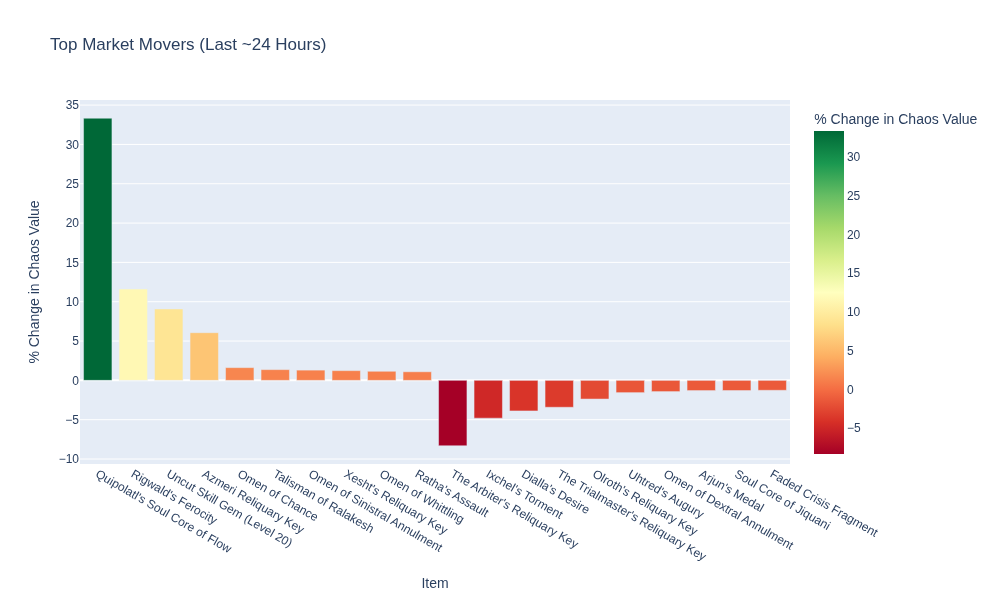 Top Market Movers (Last ~24 Hours)
% Change in Chaos Value
35
30
25
20
15
10
5
0
−5
−10
% Change in Chaos Value
30
25
20
15
10
5
0
−5
Quipolatl's Soul Core of Flow
Rigwald's Ferocity
Uncut Skill Gem (Level 20)
Azmeri Reliquary Key
Omen of Chance
Talisman of Ralakesh
Omen of Sinistral Annulment
Xesht's Reliquary Key
Omen of Whittling
Ratha's Assault
The Arbiter's Reliquary Key
Ixchel's Torment
Dialla's Desire
The Trialmaster's Reliquary Key
Olroth's Reliquary Key
Uhtred's Augury
Omen of Dextral Annulment
Arjun's Medal
Soul Core of Jiquani
Faded Crisis Fragment
Item